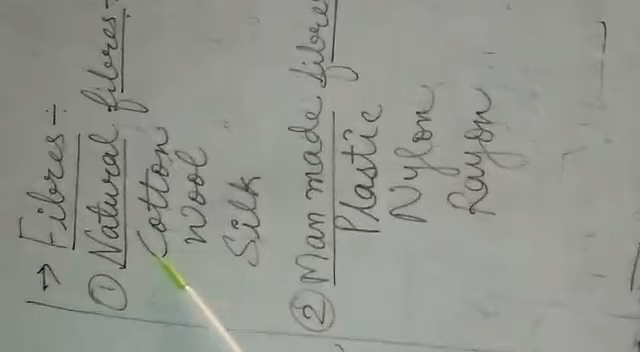 → Fibres:-
① Natural fibres-
Cotton
Wool
Silk
② Man made fibres
Plastic
Nylon
Rayon